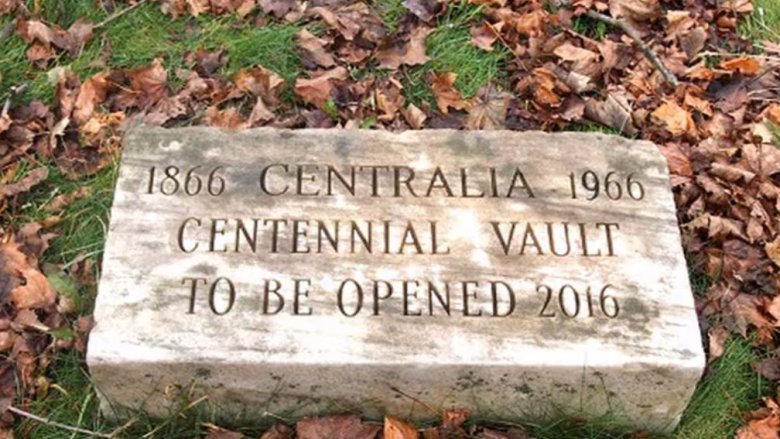 1866 CENTRALIA 1966
CENTENNIAL VAULT
TO BE OPENED 2016